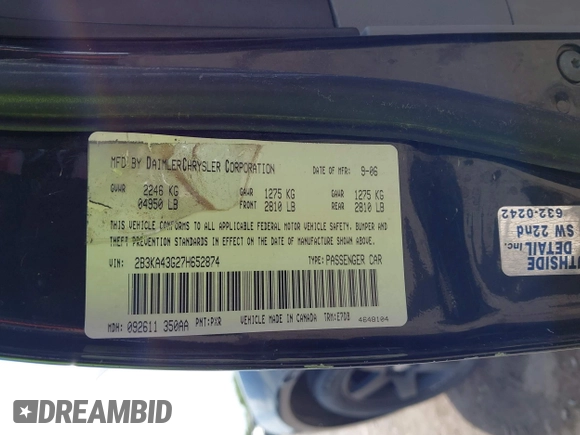 MFD BY DAIMLERCHRYSLER CORPORATION DATE OF MFR: 9-06
GVWR 2246 KG GAWR 1275 KG GAWR 1275 KG
04950 LB FRONT 2810 LB REAR 2810 LB
THIS VEHICLE CONFORMS TO ALL APPLICABLE FEDERAL MOTOR VEHICLE SAFETY, BUMPER AND
THEFT PREVENTION STANDARDS IN EFFECT ON THE DATE OF MANUFACTURE SHOWN ABOVE.
VIN: 2B3KA43G27H652874 TYPE: PASSENGER CAR
MDH: 092611 350AA PNT: PXR VEHICLE MADE IN CANADA TRM: E7DB 4648104
THSIDE
DETAIL Inc.
SW 22nd
632-0242
DREAMBID